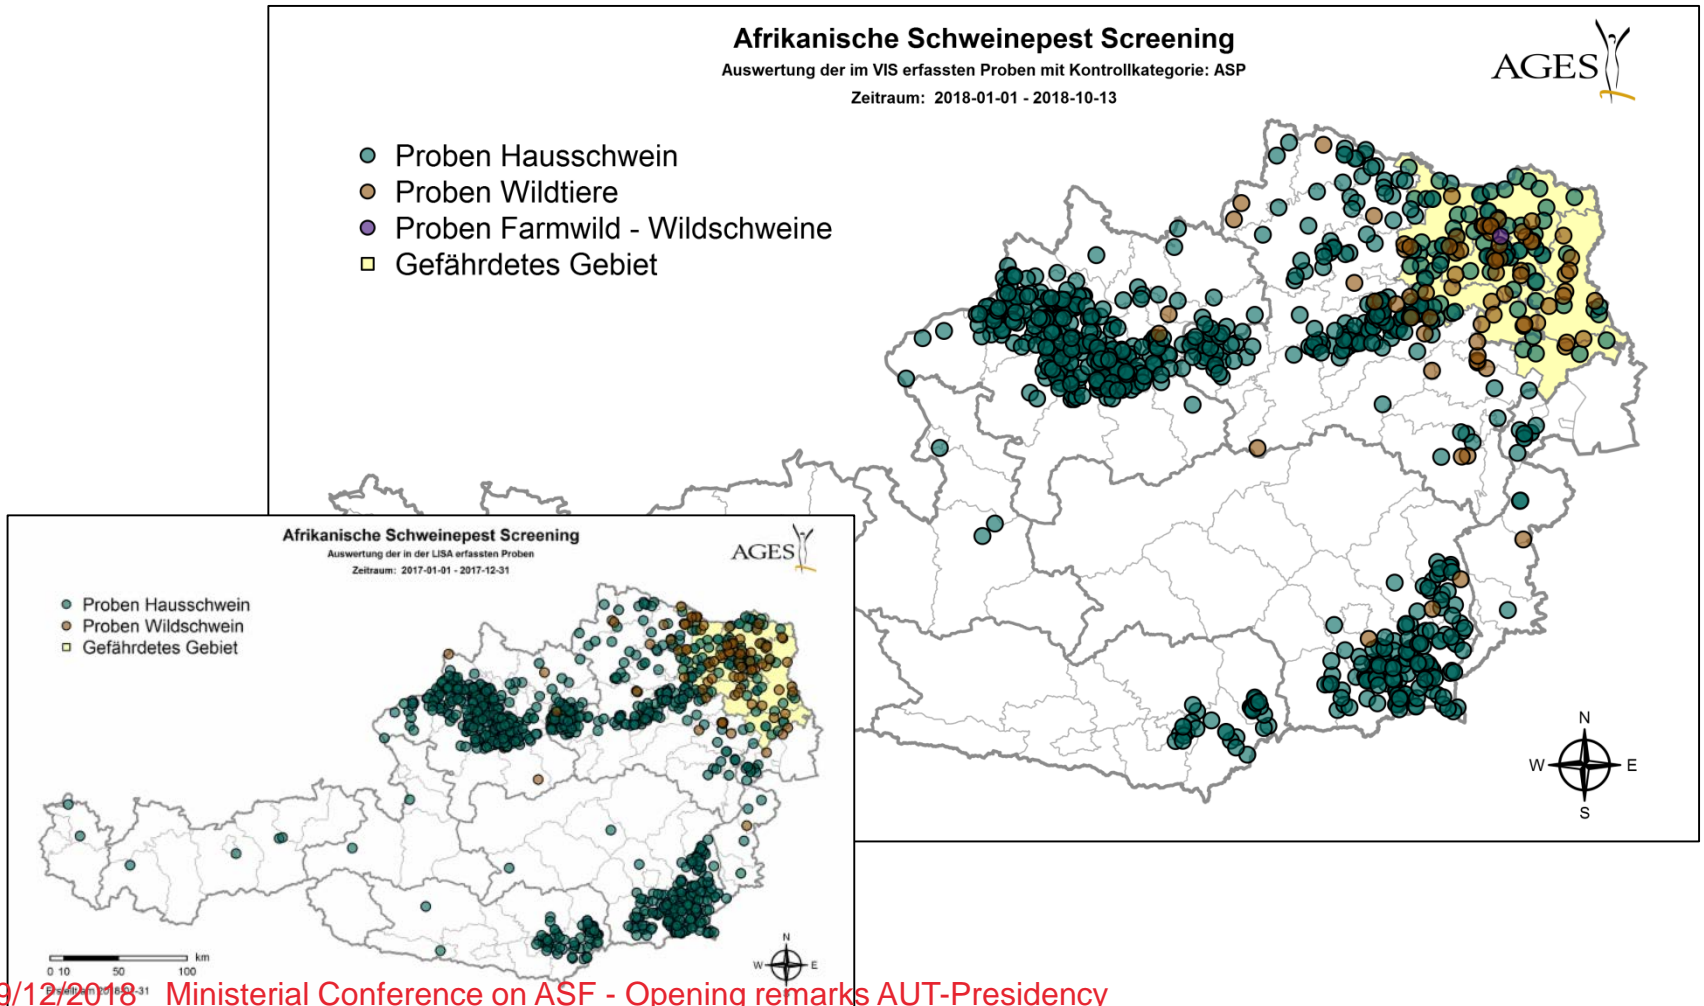 Afrikanische Schweinepest Screening
Auswertung der im VIS erfassten Proben mit Kontrollkategorie: ASP
Zeitraum: 2018-01-01 - 2018-10-13
AGES
Proben Hausschwein
Proben Wildtiere
Proben Farmwild - Wildschweine
Gefährdetes Gebiet
N
W E
S
Afrikanische Schweinepest Screening
Auswertung der in der LISA erfassten Proben
Zeitraum: 2017-01-01 - 2017-12-31
AGES
Proben Hausschwein
Proben Wildschwein
Gefährdetes Gebiet
N
W E
km
0 10 50 100
9/12/2018 Ministerial Conference on ASF - Opening remarks AUT-Presidency